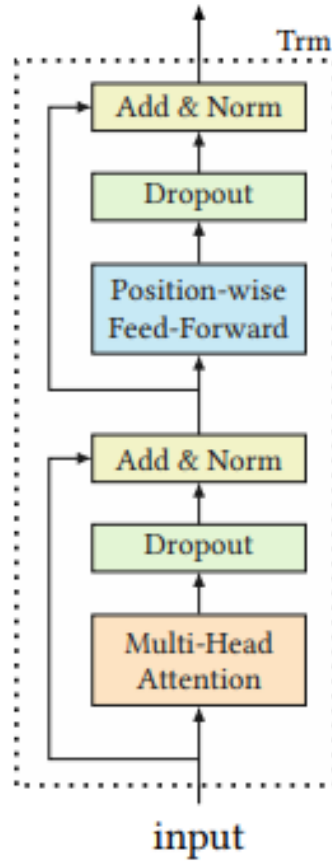 Trm
Add & Norm
Dropout
Position-wise
Feed-Forward
Add & Norm
Dropout
Multi-Head
Attention
input